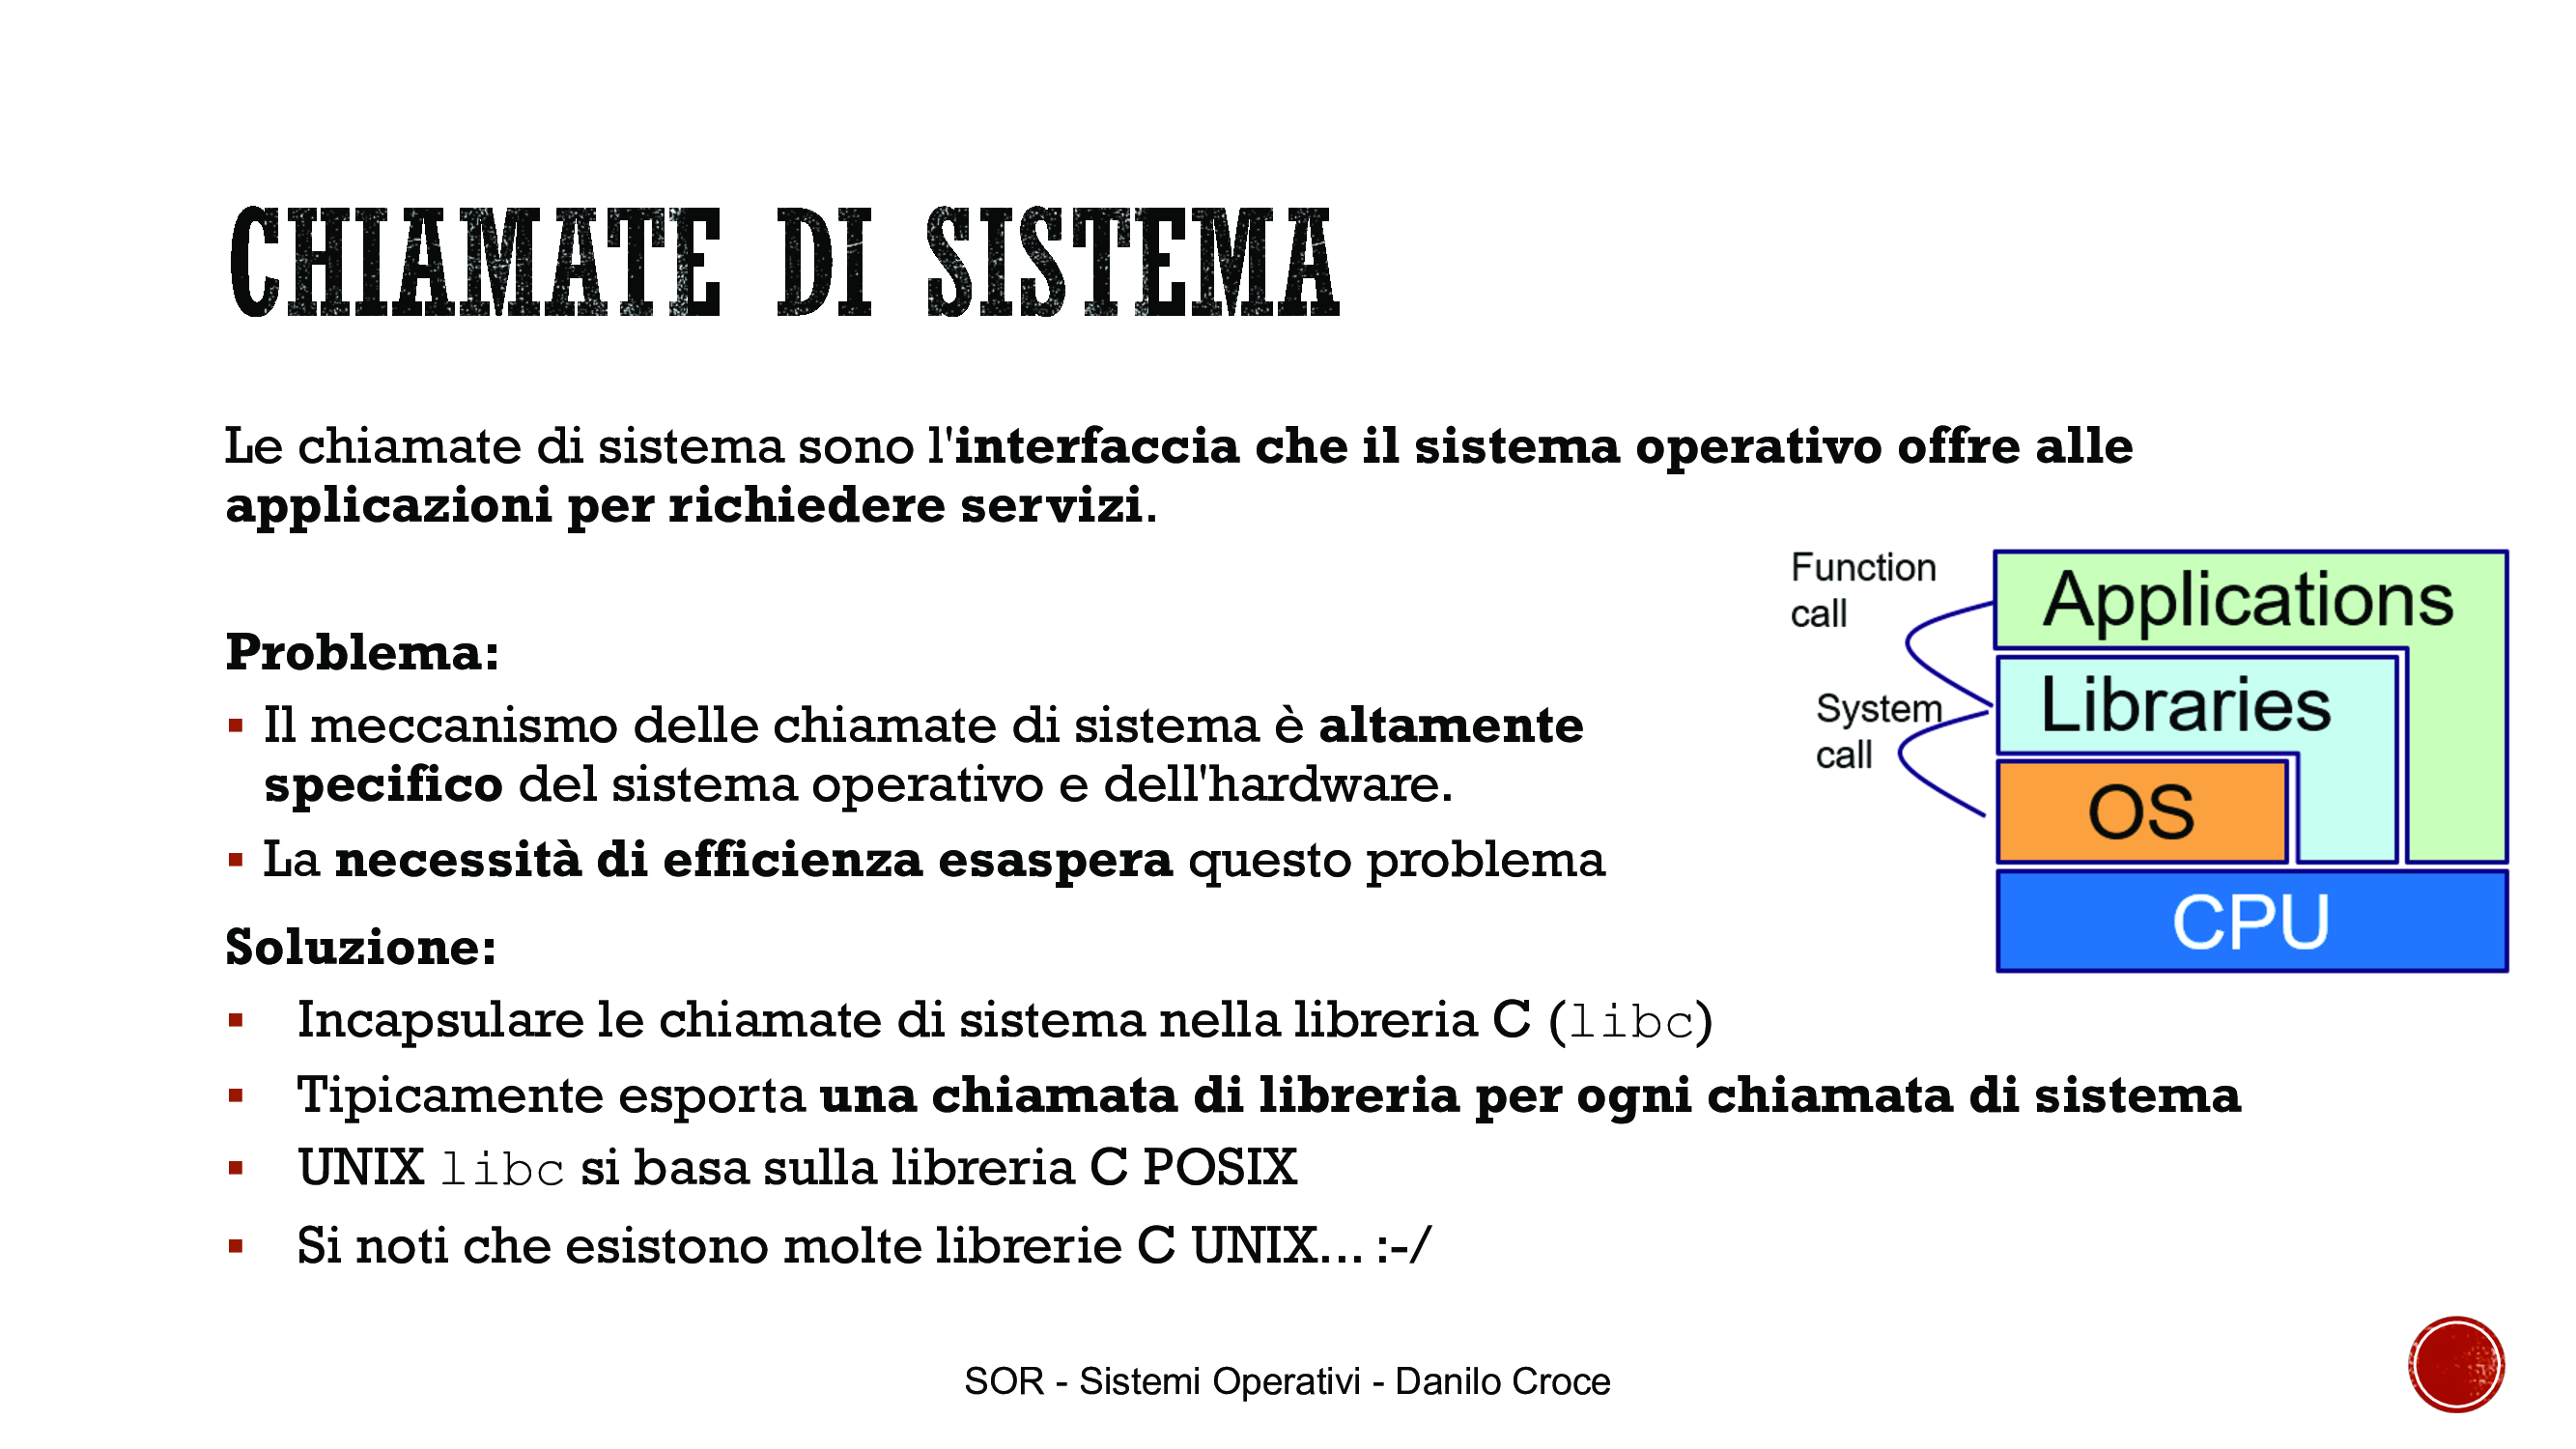 CHIAMATE DI SISTEMA
Le chiamate di sistema sono l'interfaccia che il sistema operativo offre alle
applicazioni per richiedere servizi.
Problema:
▪ Il meccanismo delle chiamate di sistema è altamente
specifico del sistema operativo e dell'hardware.
▪ La necessità di efficienza esaspera questo problema
Soluzione:
▪ Incapsulare le chiamate di sistema nella libreria C (libc)
▪ Tipicamente esporta una chiamata di libreria per ogni chiamata di sistema
▪ UNIX libc si basa sulla libreria C POSIX
▪ Si noti che esistono molte librerie C UNIX... :-/
Function
call
System
call
Applications
Libraries
OS
CPU
SOR - Sistemi Operativi - Danilo Croce